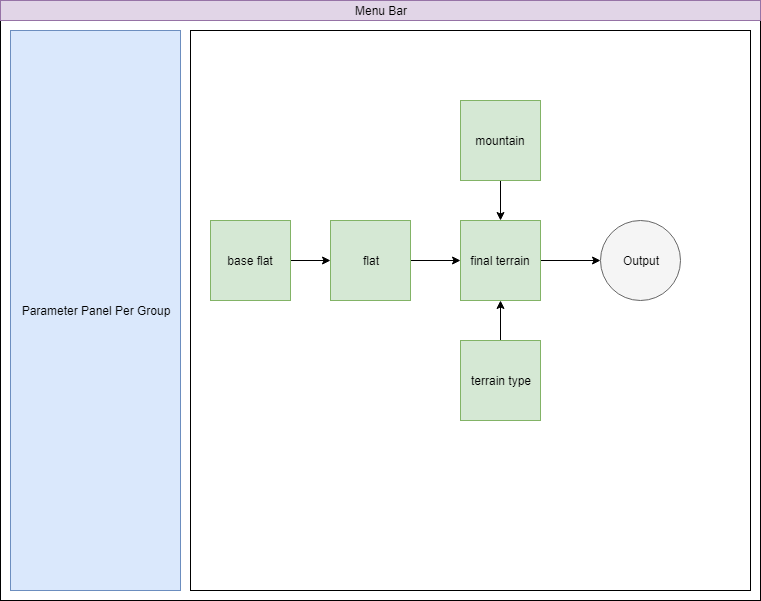 Menu Bar
mountain
base flat
flat
final terrain
Output
Parameter Panel Per Group
terrain type